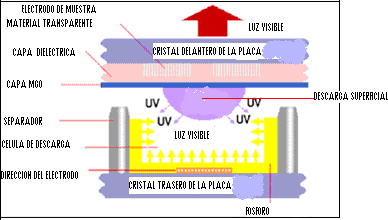 ELECTRODO DE MUESTRA
MATERIAL TRANSPARENTE
LUZ VISIBLE
CAPA DIELECTRICA
CRISTAL DELANTERO DE LA PLACA
CAPA MGO
DESCARGA SUPERACIAL
UV UV
UV UV
SEPARADOR
LUZ VISIBLE
CELULA DE DESCARGA
DIRECCION DEL ELECTRODO
CRISTAL TRASERO DE LA PLACA
FOSFORO